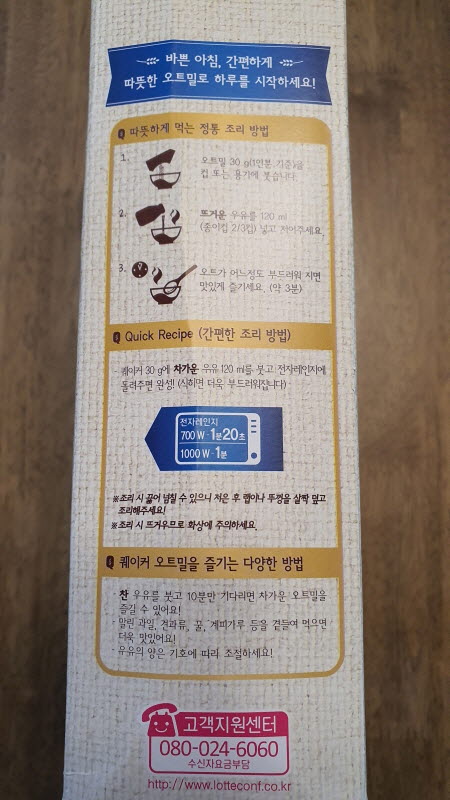 바쁜 아침, 간편하게
따뜻한 오트밀로 하루를 시작하세요!
Q 따뜻하게 먹는 정통 조리 방법
1.
오트밀 30 g(1인분 기준)을
컵 또는 용기에 붓습니다.
2.
뜨거운 우유를 120 ml
(종이컵 2/3컵) 넣고 저어주세요.
3.
오트가 어느정도 부드러워 지면
맛있게 즐기세요. (약 3분)
Q Quick Recipe (간편한 조리 방법)
- 퀘이커 30 g에 차가운 우유 120 ml를 붓고 전자레인지에
돌려주면 완성! (식히면 더욱 부드러워집니다)
전자레인지
700 W - 1분20초
1000 W - 1분
※조리 시 끓어 넘칠 수 있으니 저은 후 랩이나 뚜껑을 살짝 덮고
조리해주세요!
※조리 시 뜨거우므로 화상에 주의하세요.
Q 퀘이커 오트밀을 즐기는 다양한 방법
- 찬 우유를 붓고 10분만 기다리면 차가운 오트밀을
즐길 수 있어요!
- 말린 과일, 견과류, 꿀, 계피가루 등을 곁들여 먹으면
더욱 맛있어요!
- 우유의 양은 기호에 따라 조절하세요!
고객지원센터
080-024-6060
수신자요금부담
http://www.lotteconf.co.kr